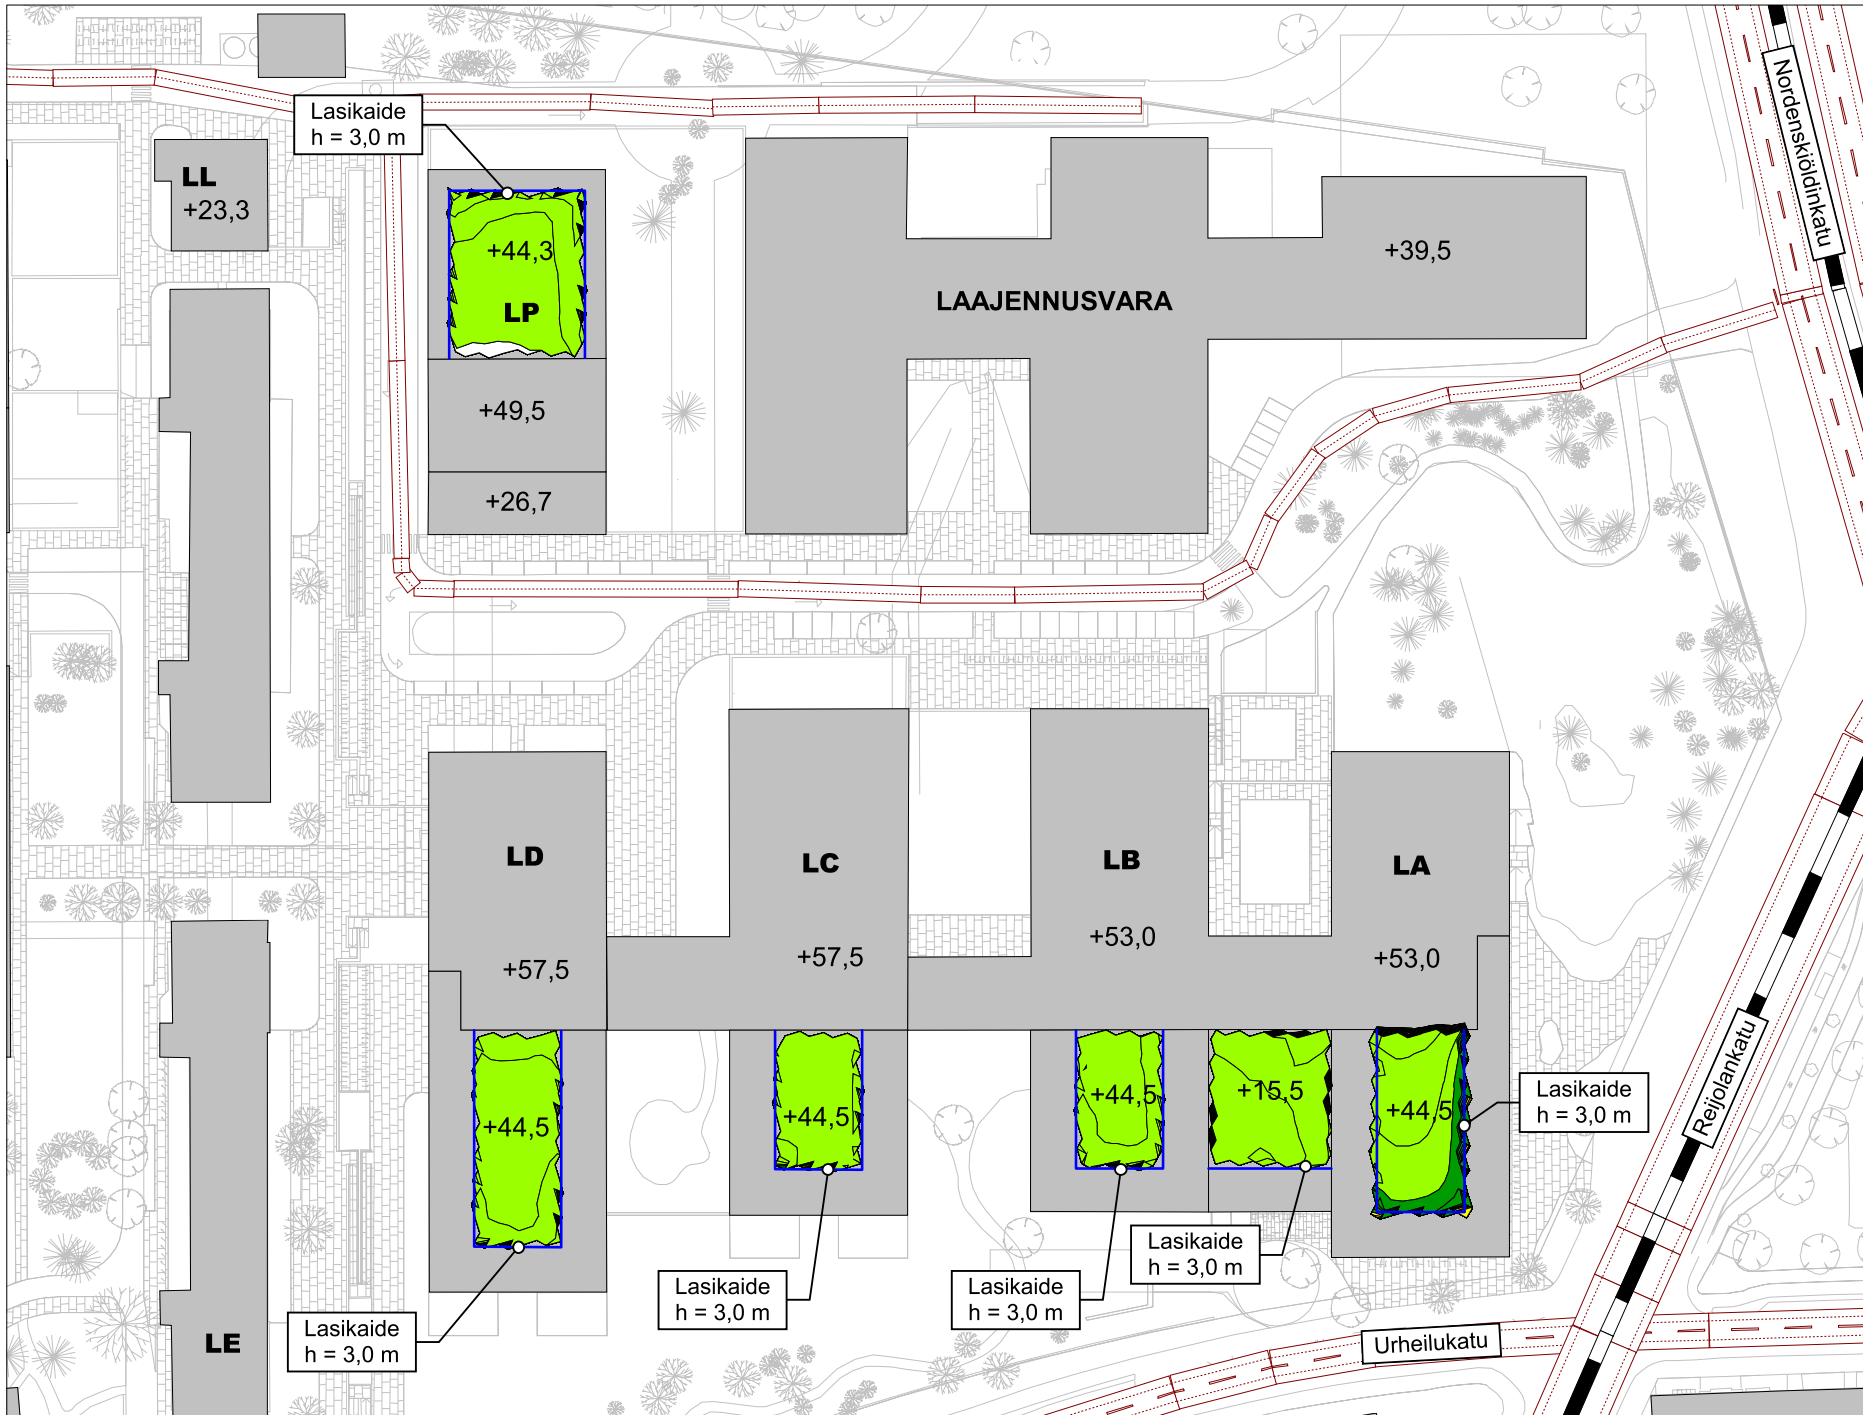 Nordenskiöldinkatu
Lasikaide
h = 3,0 m
LL
+23,3
+44,3
LP
+39,5
LAAJENNUSVARA
+49,5
+26,7
LD
LC
LB
LA
+57,5
+57,5
+53,0
+53,0
+44,5
+44,5
+44,5
+15,5
+44,5
Lasikaide
h = 3,0 m
Reijolankatu
Lasikaide
h = 3,0 m
Lasikaide
h = 3,0 m
Lasikaide
h = 3,0 m
Lasikaide
h = 3,0 m
LE
Urheilukatu